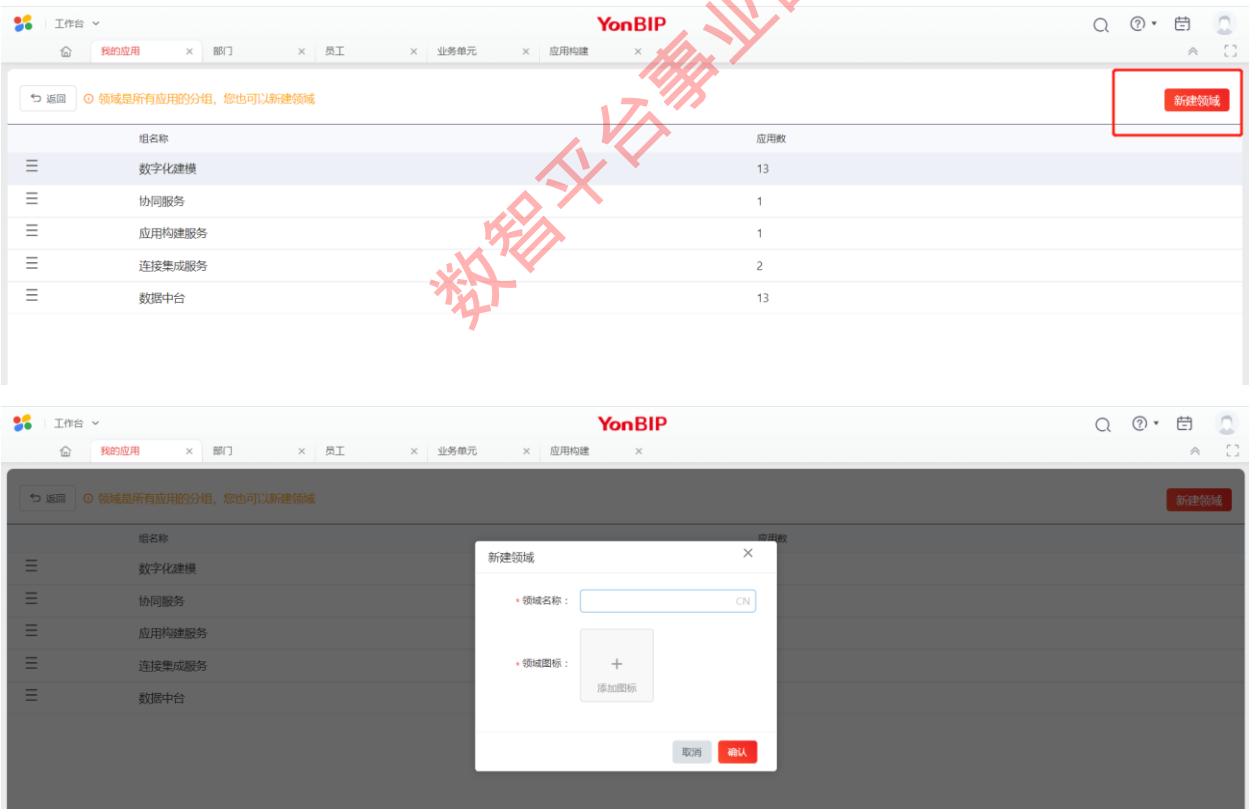 工作台
YonBIP
我的应用 × 部门 × 员工 × 业务单元 × 应用构建 ×
返回 领域是所有应用的分组，您也可以新建领域 新建领域
组名称 应用数
数字化建模 13
协同服务 1
应用构建服务 1
连接集成服务 2
数据中台 13
数智平台事业
工作台
YonBIP
我的应用 × 部门 × 员工 × 业务单元 × 应用构建 ×
返回 领域是所有应用的分组，您也可以新建领域 新建领域
组名称 应用数
数字化建模
协同服务
应用构建服务
连接集成服务
数据中台
新建领域 ×
* 领域名称： CN
* 领域图标：
+
添加图标
取消 确认